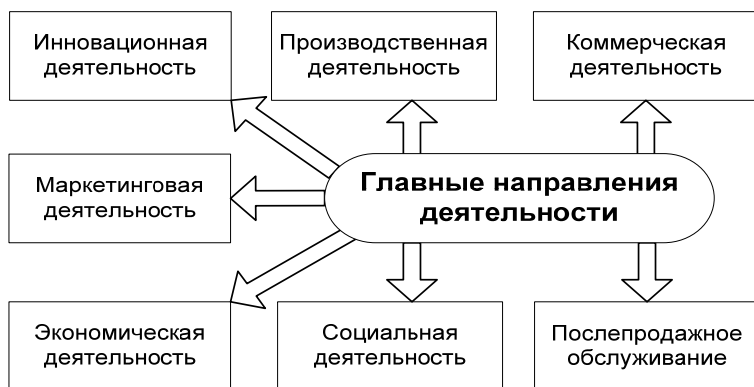 Инновационная
деятельность
Производственная
деятельность
Коммерческая
деятельность
Маркетинговая
деятельность
Главные направления
деятельности
Экономическая
деятельность
Социальная
деятельность
Послепродажное
обслуживание